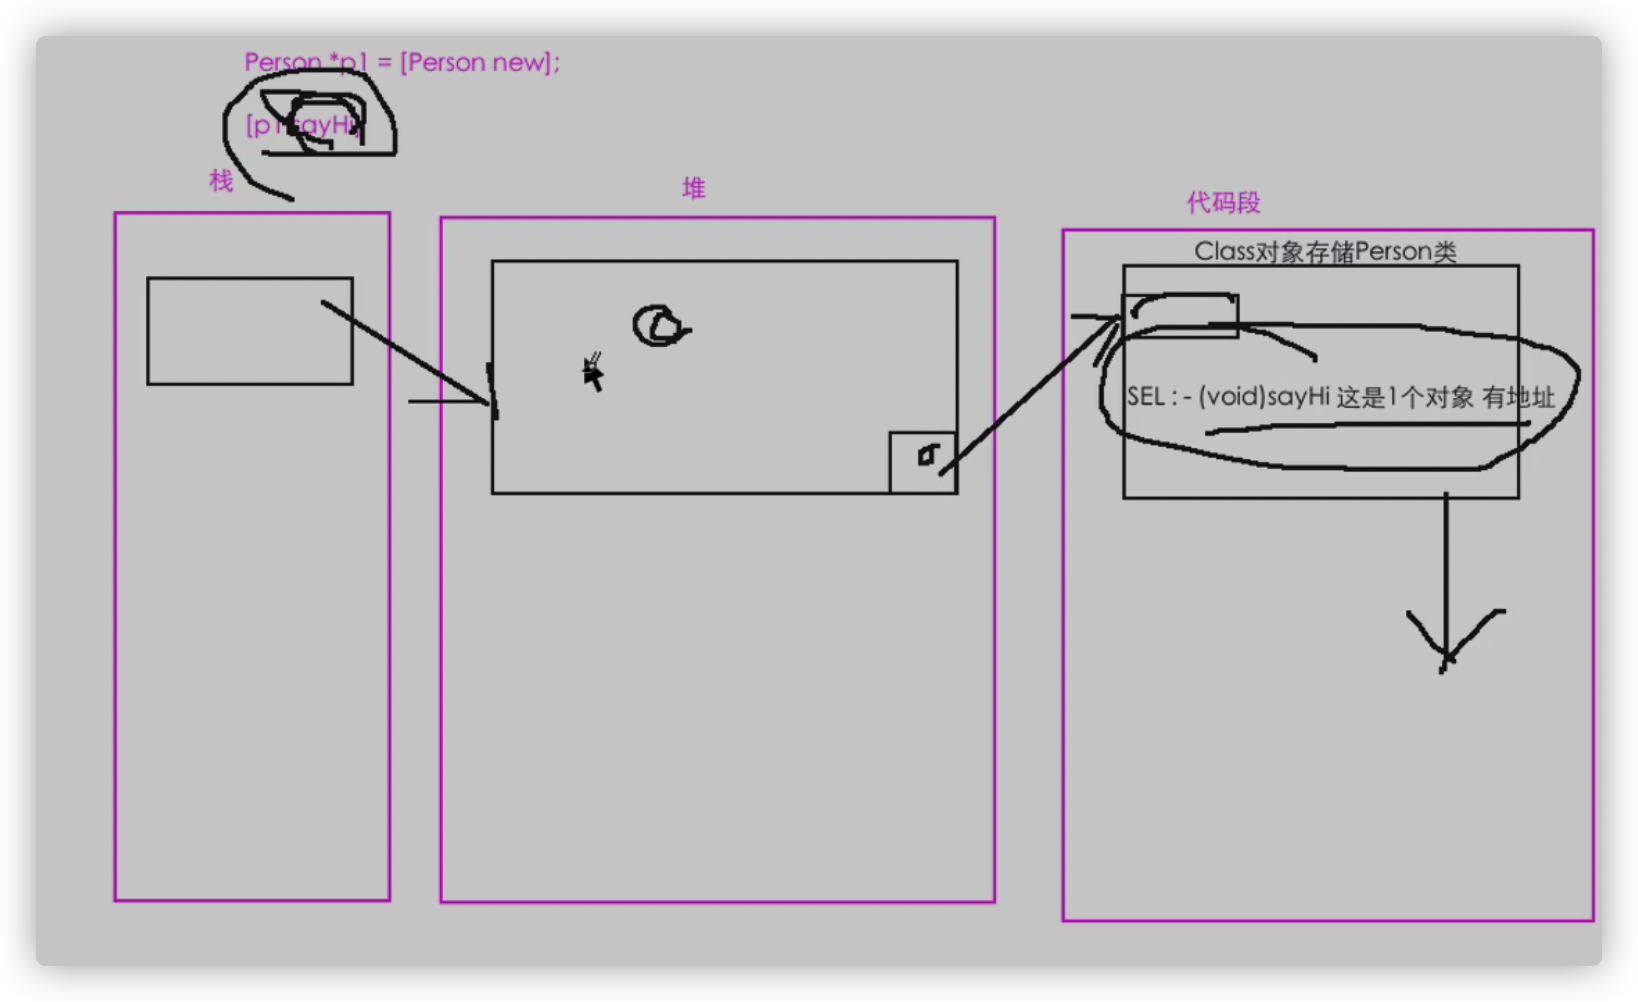 Person *p1 = [Person new];
[p1 sayHi]
栈
堆
代码段
Class对象存储Person类
SEL : - (void)sayHi 这是1个对象 有地址